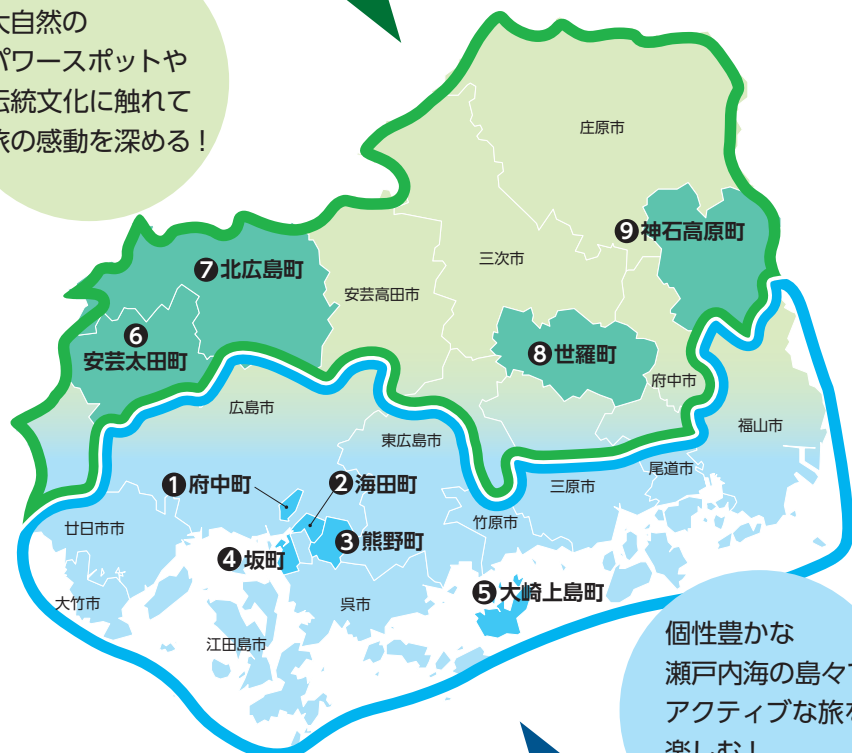 大自然の
パワースポットや
伝統文化に触れて
旅の感動を深める！
庄原市
❾神石高原町
三次市
❼北広島町
安芸高田市
❻
安芸太田町
❽世羅町
府中市
広島市
福山市
東広島市
尾道市
❶府中町
❷海田町
三原市
廿日市市
竹原市
❸熊野町
❹坂町
❺大崎上島町
大竹市
呉市
江田島市
個性豊かな
瀬戸内海の島々で
アクティブな旅を
楽しむ！